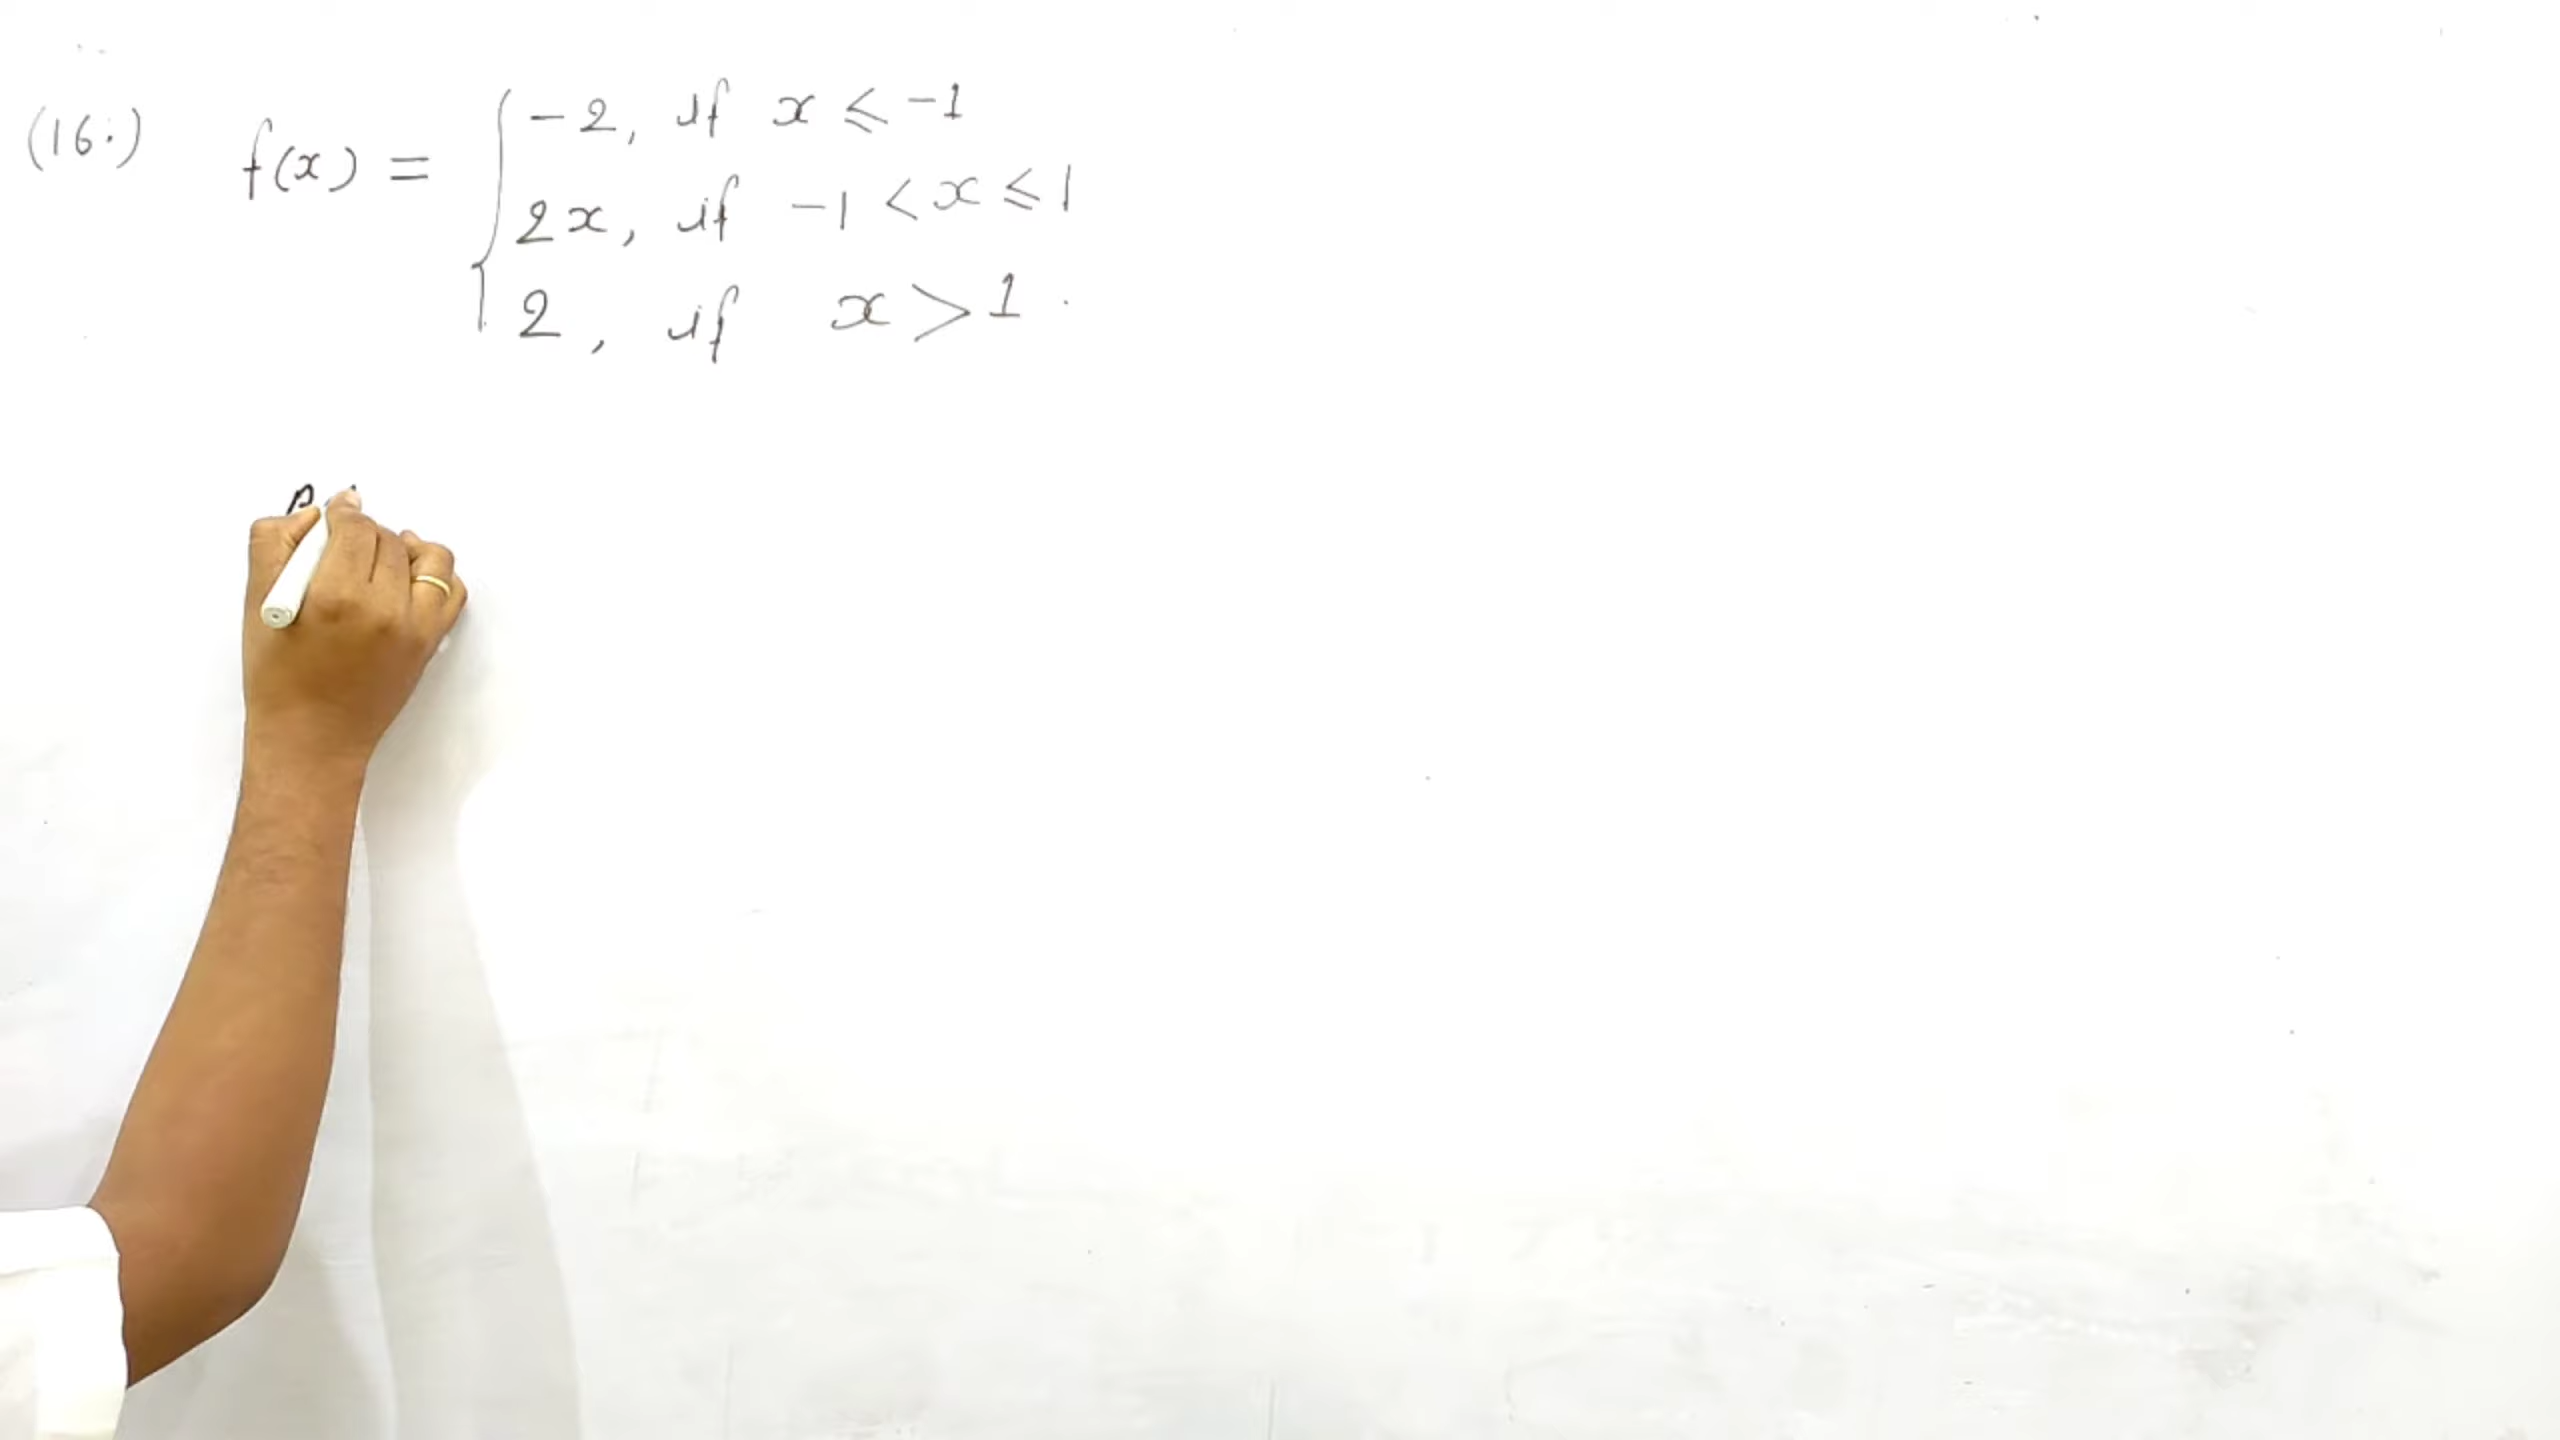 (16.) f(x) = { -2, if x ⩽ -1
2x, if -1 < x ⩽ 1
2, if x > 1.